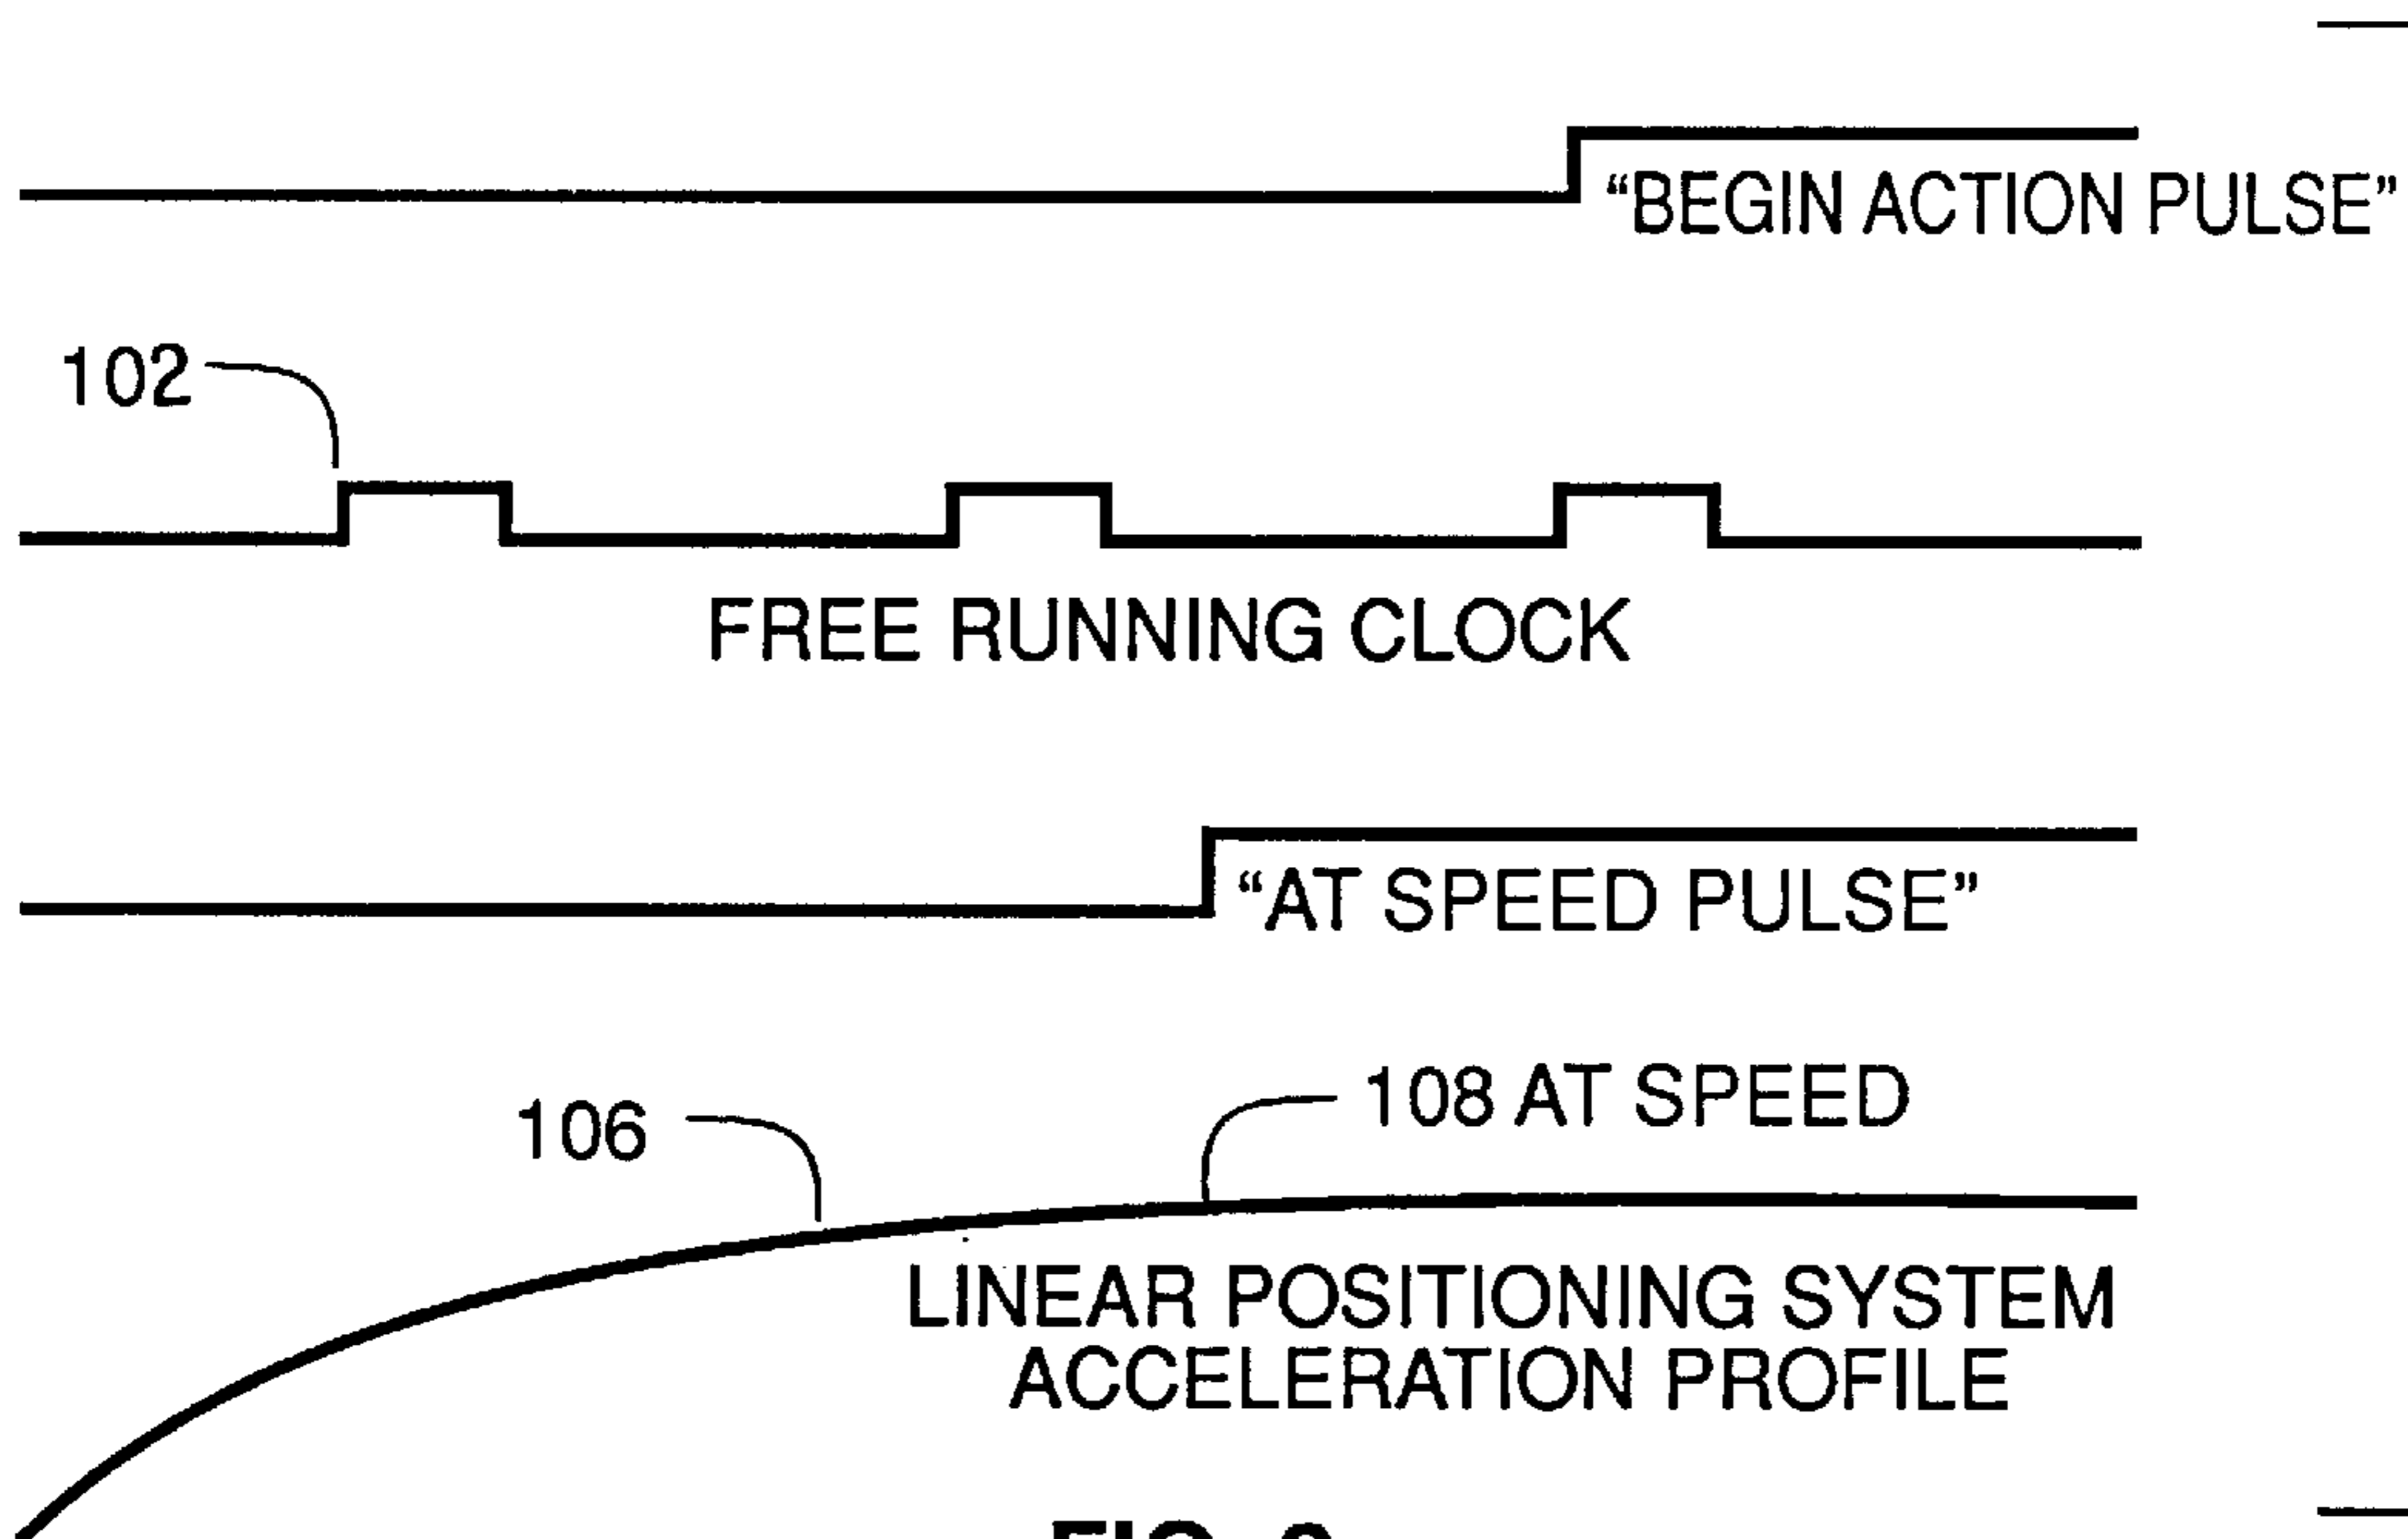 “BEGIN ACTION PULSE”
102
FREE RUNNING CLOCK
“AT SPEED PULSE”
108 AT SPEED
106
LINEAR POSITIONING SYSTEM
ACCELERATION PROFILE